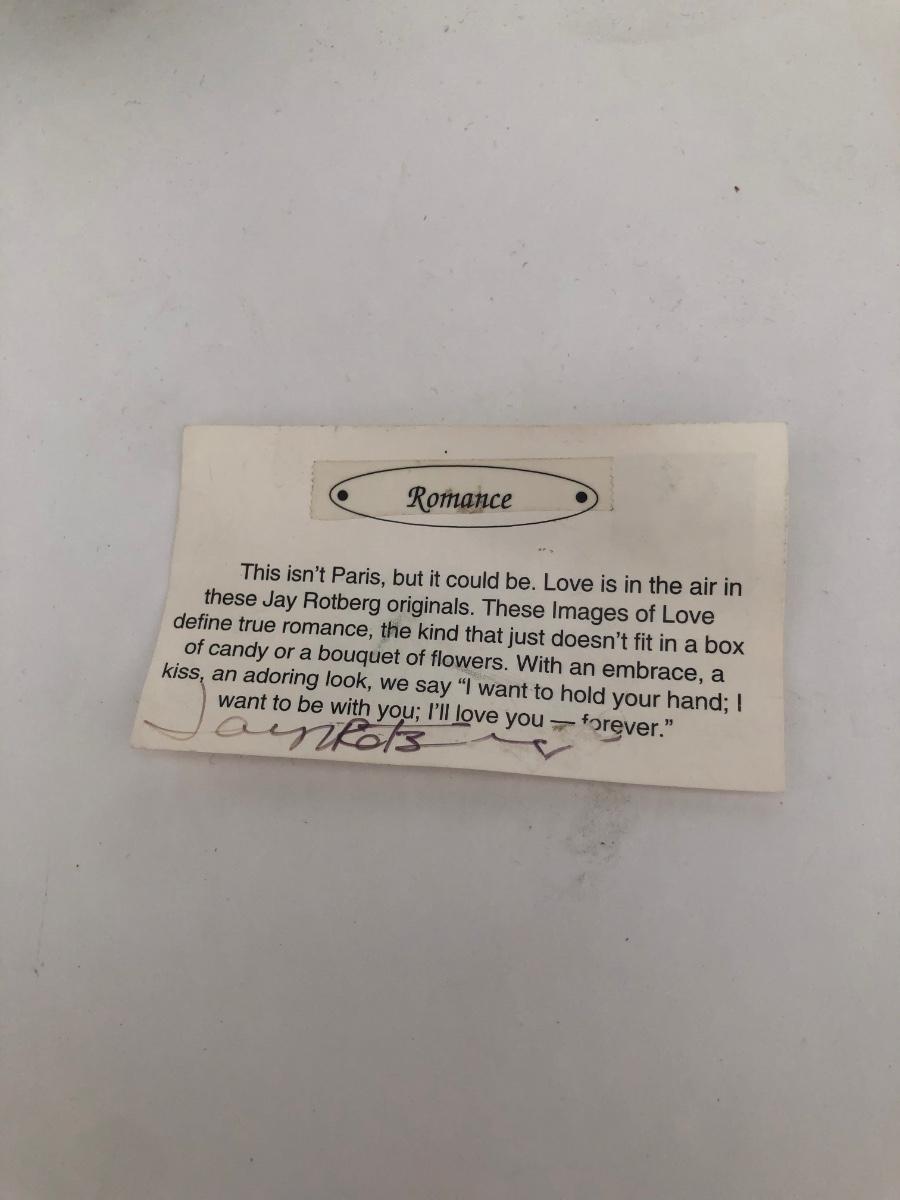 Romance
This isn't Paris, but it could be. Love is in the air in
these Jay Rotberg originals. These Images of Love
define true romance, the kind that just doesn't fit in a box
of candy or a bouquet of flowers. With an embrace, a
kiss, an adoring look, we say “I want to hold your hand; I
want to be with you; I'll love you — forever.”
Jay Rotberg